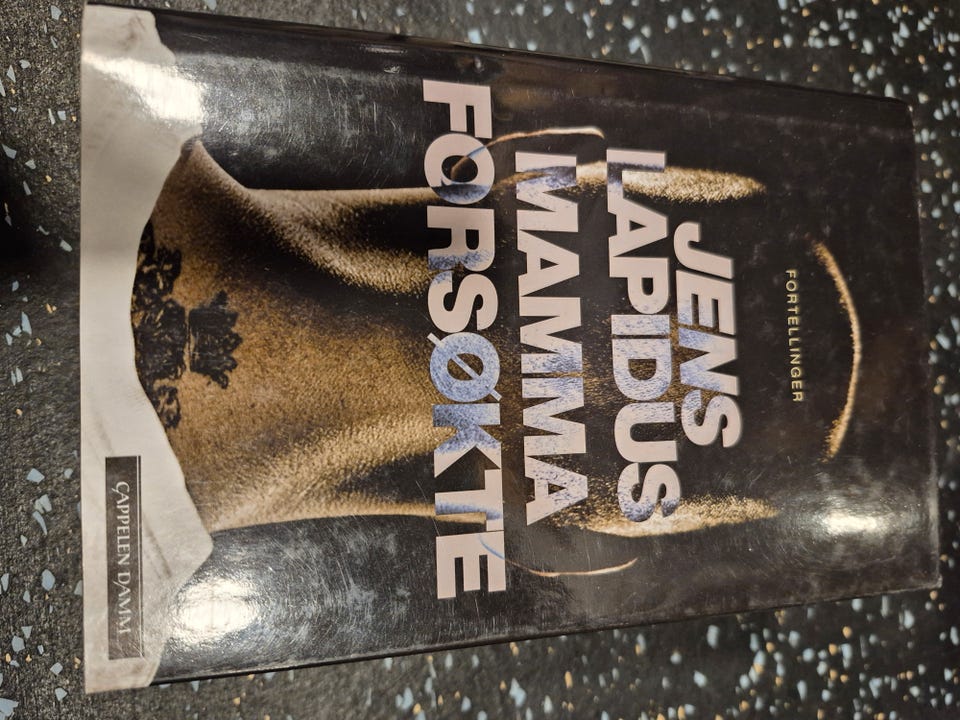 FORTELLINGER
JENS
LAPIDUS
MAMMA
FORSØKTE
CAPPELEN DAMM